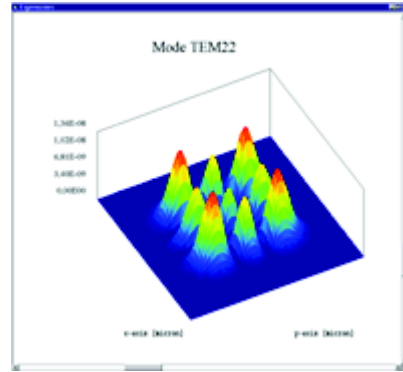 Mode TEM22
1,36E-08
1,02E-08
6,81E-09
3,40E-09
0,00E00
x-axis [micron]
y-axis [micron]